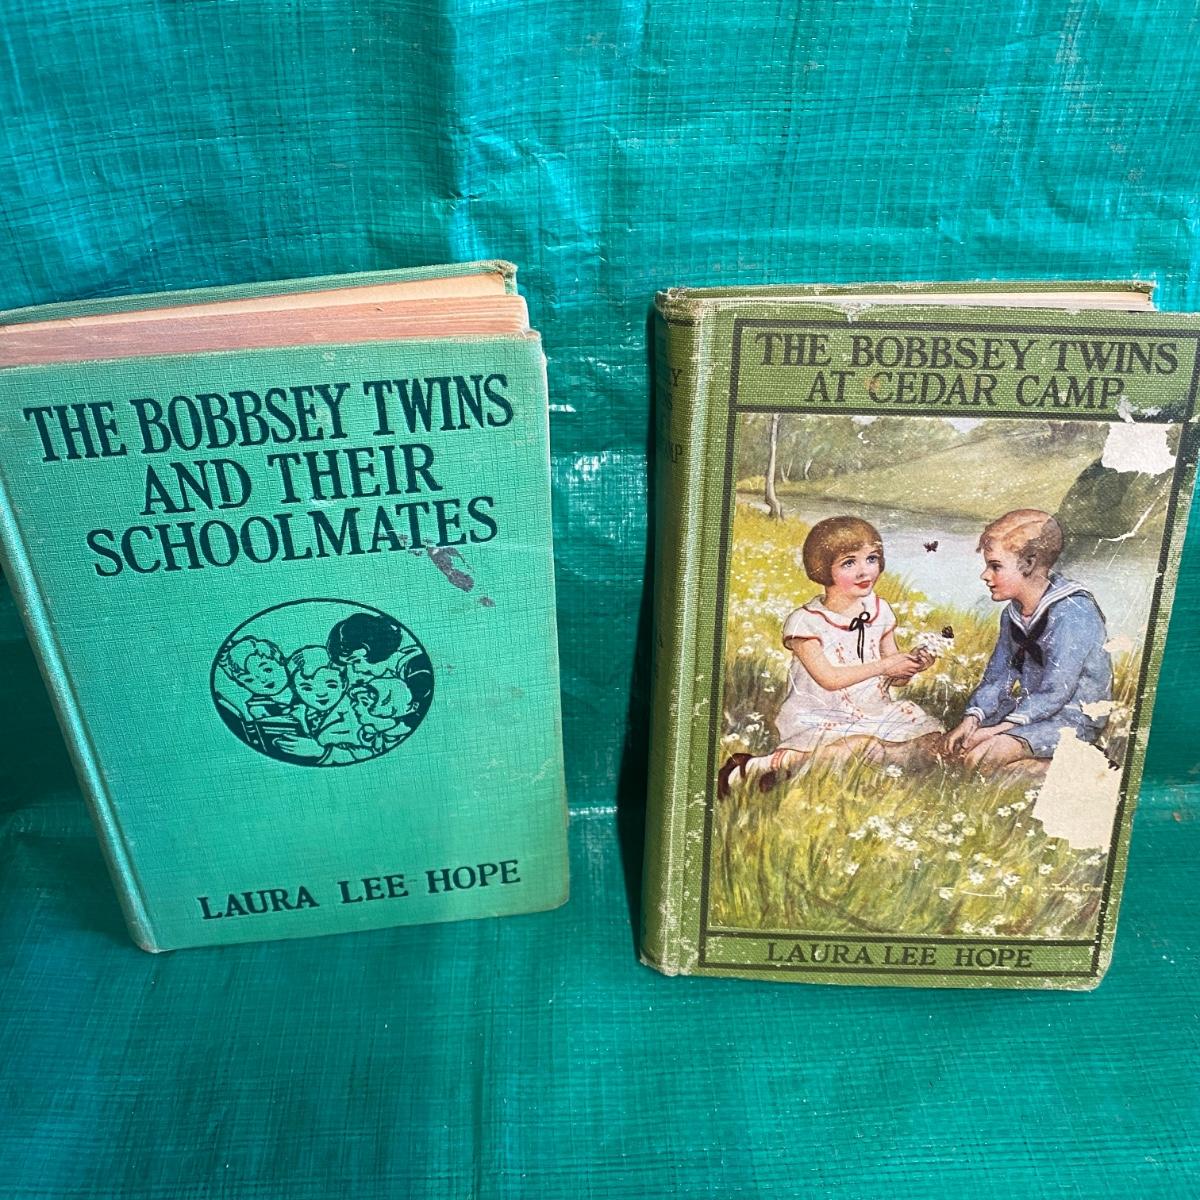 THE BOBBSEY TWINS
AND THEIR
SCHOOLMATES
LAURA LEE HOPE
THE BOBBSEY TWINS
AT CEDAR CAMP
LAURA LEE HOPE